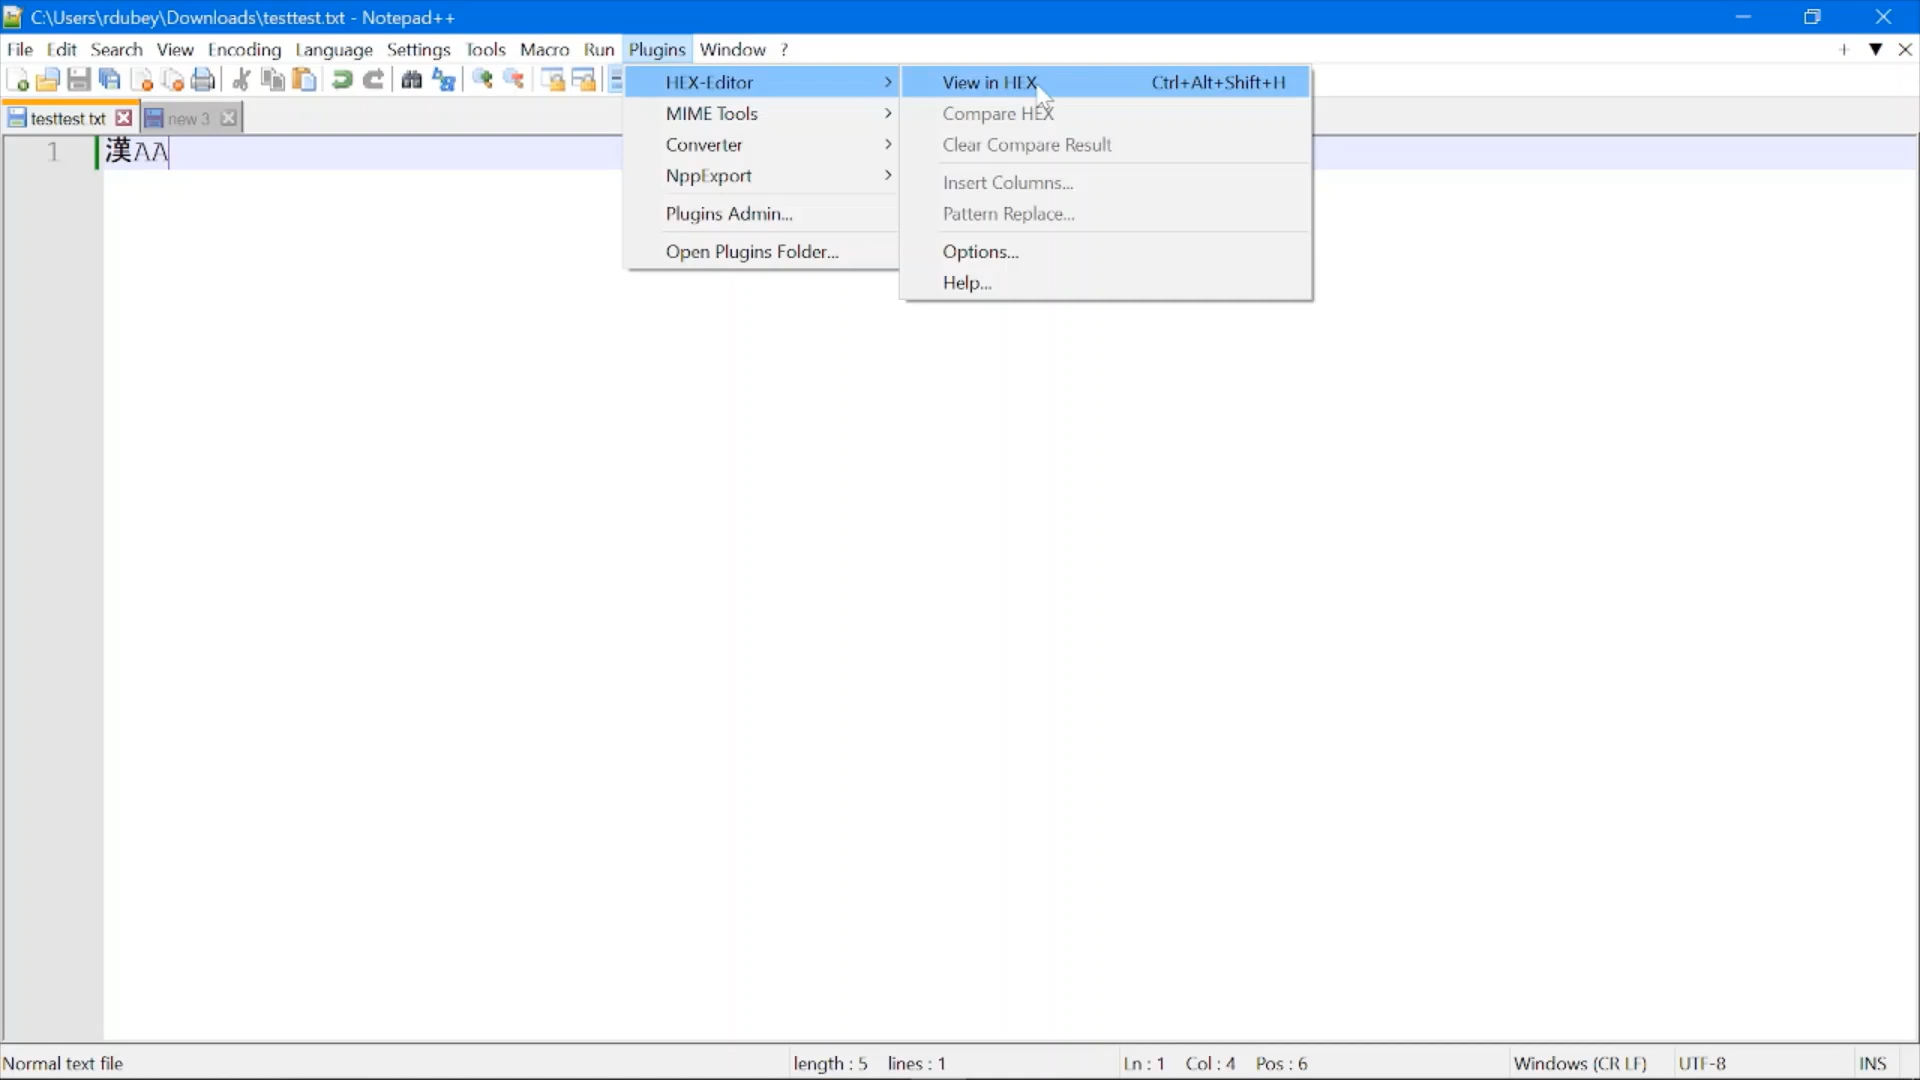 C:\Users\rdubey\Downloads\testtest.txt - Notepad++
File Edit Search View Encoding Language Settings Tools Macro Run Plugins Window ?
testtest.txt new 3
1 漢AA
HEX-Editor
MIME Tools
Converter
NppExport
Plugins Admin...
Open Plugins Folder...
View in HEX Ctrl+Alt+Shift+H
Compare HEX
Clear Compare Result
Insert Columns...
Pattern Replace...
Options...
Help...
Normal text file length : 5 lines : 1 Ln : 1 Col : 4 Pos : 6 Windows (CR LF) UTF-8 INS